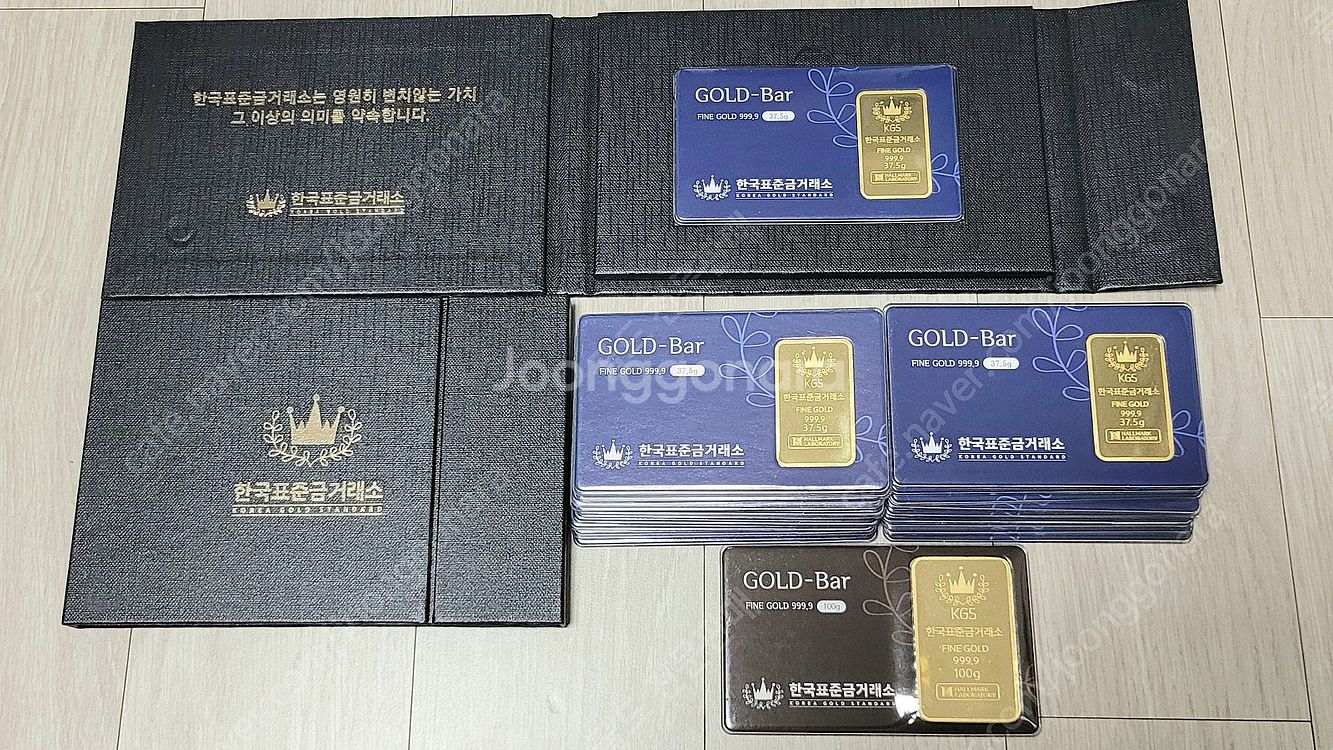 한국표준금거래소는 영원히 변치않는 가치
그 이상의 의미를 약속합니다.
한국표준금거래소
KOREA GOLD STANDARD
GOLD-Bar
FINE GOLD 999.9 37.5g
한국표준금거래소
KOREA GOLD STANDARD
KGS
한국표준금거래소
FINE GOLD
999.9
37.5g
HALLMARK
LABORATORY
한국표준금거래소
KOREA GOLD STANDARD
GOLD-Bar
FINE GOLD 999.9 37.5g
한국표준금거래소
KOREA GOLD STANDARD
KGS
한국표준금거래소
FINE GOLD
999.9
37.5g
HALLMARK
LABORATORY
GOLD-Bar
FINE GOLD 999.9 37.5g
한국표준금거래소
KOREA GOLD STANDARD
KGS
한국표준금거래소
FINE GOLD
999.9
37.5g
HALLMARK
LABORATORY
GOLD-Bar
FINE GOLD 999.9 100g
한국표준금거래소
KOREA GOLD STANDARD
KGS
한국표준금거래소
FINE GOLD
999.9
100g
HALLMARK
LABORATORY
Joonggonara